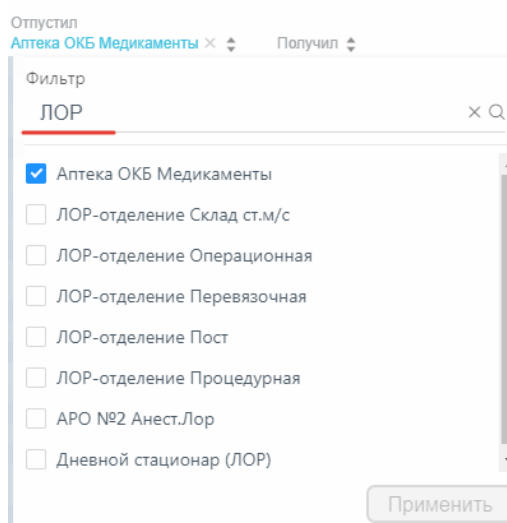 Отпустил
Аптека ОКБ Медикаменты Получил
Фильтр
ЛОР
Аптека ОКБ Медикаменты
ЛОР-отделение Склад ст.м/с
ЛОР-отделение Операционная
ЛОР-отделение Перевязочная
ЛОР-отделение Пост
ЛОР-отделение Процедурная
АРО №2 Анест.Лор
Дневной стационар (ЛОР)
Применить